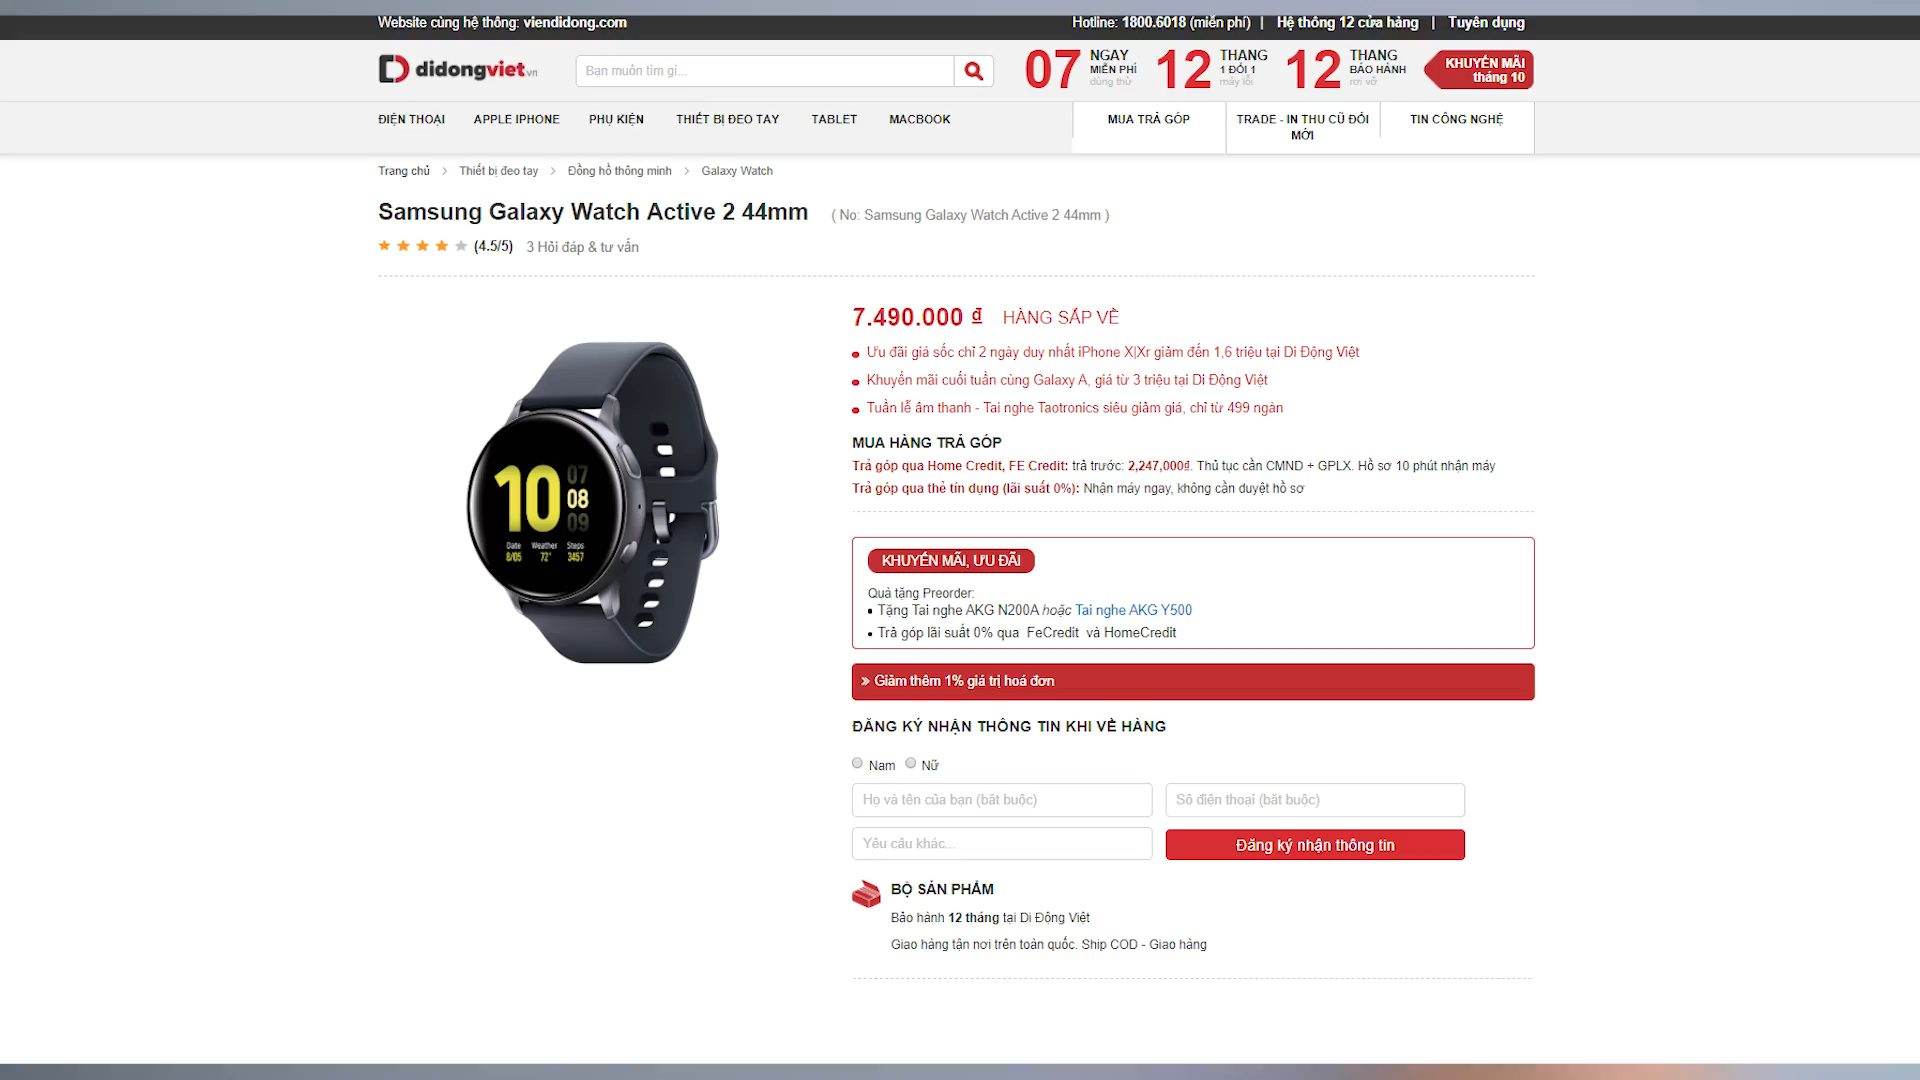 Website cùng hệ thống: viendidong.com
Hotline: 1800.6018 (miễn phí) | Hệ thống 12 cửa hàng | Tuyển dụng
didongviet.vn
Bạn muốn tìm gì...
07 NGÀY MIỄN PHÍ dùng thử
12 THÁNG 1 ĐỔI 1 máy lỗi
12 THÁNG BẢO HÀNH rơi vỡ
KHUYẾN MÃI tháng 10
ĐIỆN THOẠI APPLE IPHONE PHỤ KIỆN THIẾT BỊ ĐEO TAY TABLET MACBOOK
MUA TRẢ GÓP
TRADE - IN THU CŨ ĐỔI MỚI
TIN CÔNG NGHỆ
Trang chủ > Thiết bị đeo tay > Đồng hồ thông minh > Galaxy Watch
Samsung Galaxy Watch Active 2 44mm ( No: Samsung Galaxy Watch Active 2 44mm )
(4.5/5) 3 Hỏi đáp & tư vấn
7.490.000 ₫ HÀNG SẮP VỀ
Ưu đãi giá sốc chỉ 2 ngày duy nhất iPhone X|Xr giảm đến 1,6 triệu tại Di Động Việt
Khuyến mãi cuối tuần cùng Galaxy A, giá từ 3 triệu tại Di Động Việt
Tuần lễ âm thanh - Tai nghe Taotronics siêu giảm giá, chỉ từ 499 ngàn
10 07 08 09
Date Weather Steps
8/05 72° 3457
MUA HÀNG TRẢ GÓP
Trả góp qua Home Credit, FE Credit: trả trước: 2,247,000₫. Thủ tục cần CMND + GPLX. Hồ sơ 10 phút nhận máy
Trả góp qua thẻ tín dụng (lãi suất 0%): Nhận máy ngay, không cần duyệt hồ sơ
KHUYẾN MÃI, ƯU ĐÃI
Quà tặng Preorder:
• Tặng Tai nghe AKG N200A hoặc Tai nghe AKG Y500
• Trả góp lãi suất 0% qua FeCredit và HomeCredit
» Giảm thêm 1% giá trị hoá đơn
ĐĂNG KÝ NHẬN THÔNG TIN KHI VỀ HÀNG
Nam Nữ
Họ và tên của bạn (bắt buộc)
Số điện thoại (bắt buộc)
Yêu cầu khác...
Đăng ký nhận thông tin
BỘ SẢN PHẨM
Bảo hành 12 tháng tại Di Động Việt
Giao hàng tận nơi trên toàn quốc. Ship COD - Giao hàng